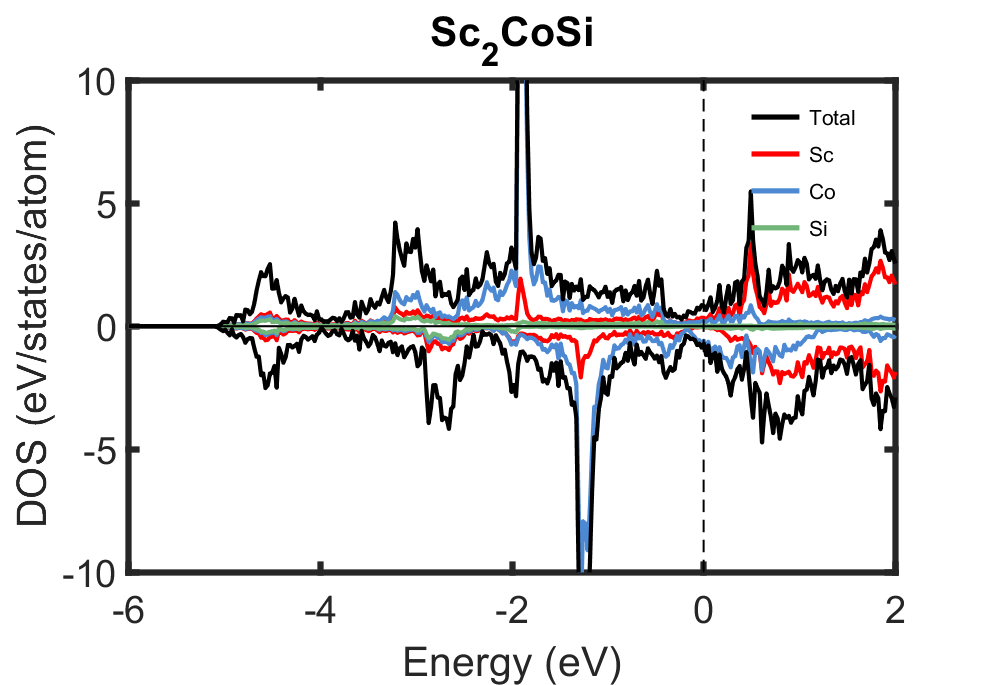 Sc2CoSi
10
5
0
-5
-10
DOS (eV/states/atom)
Total
Sc
Co
Si
-6 -4 -2 0 2
Energy (eV)